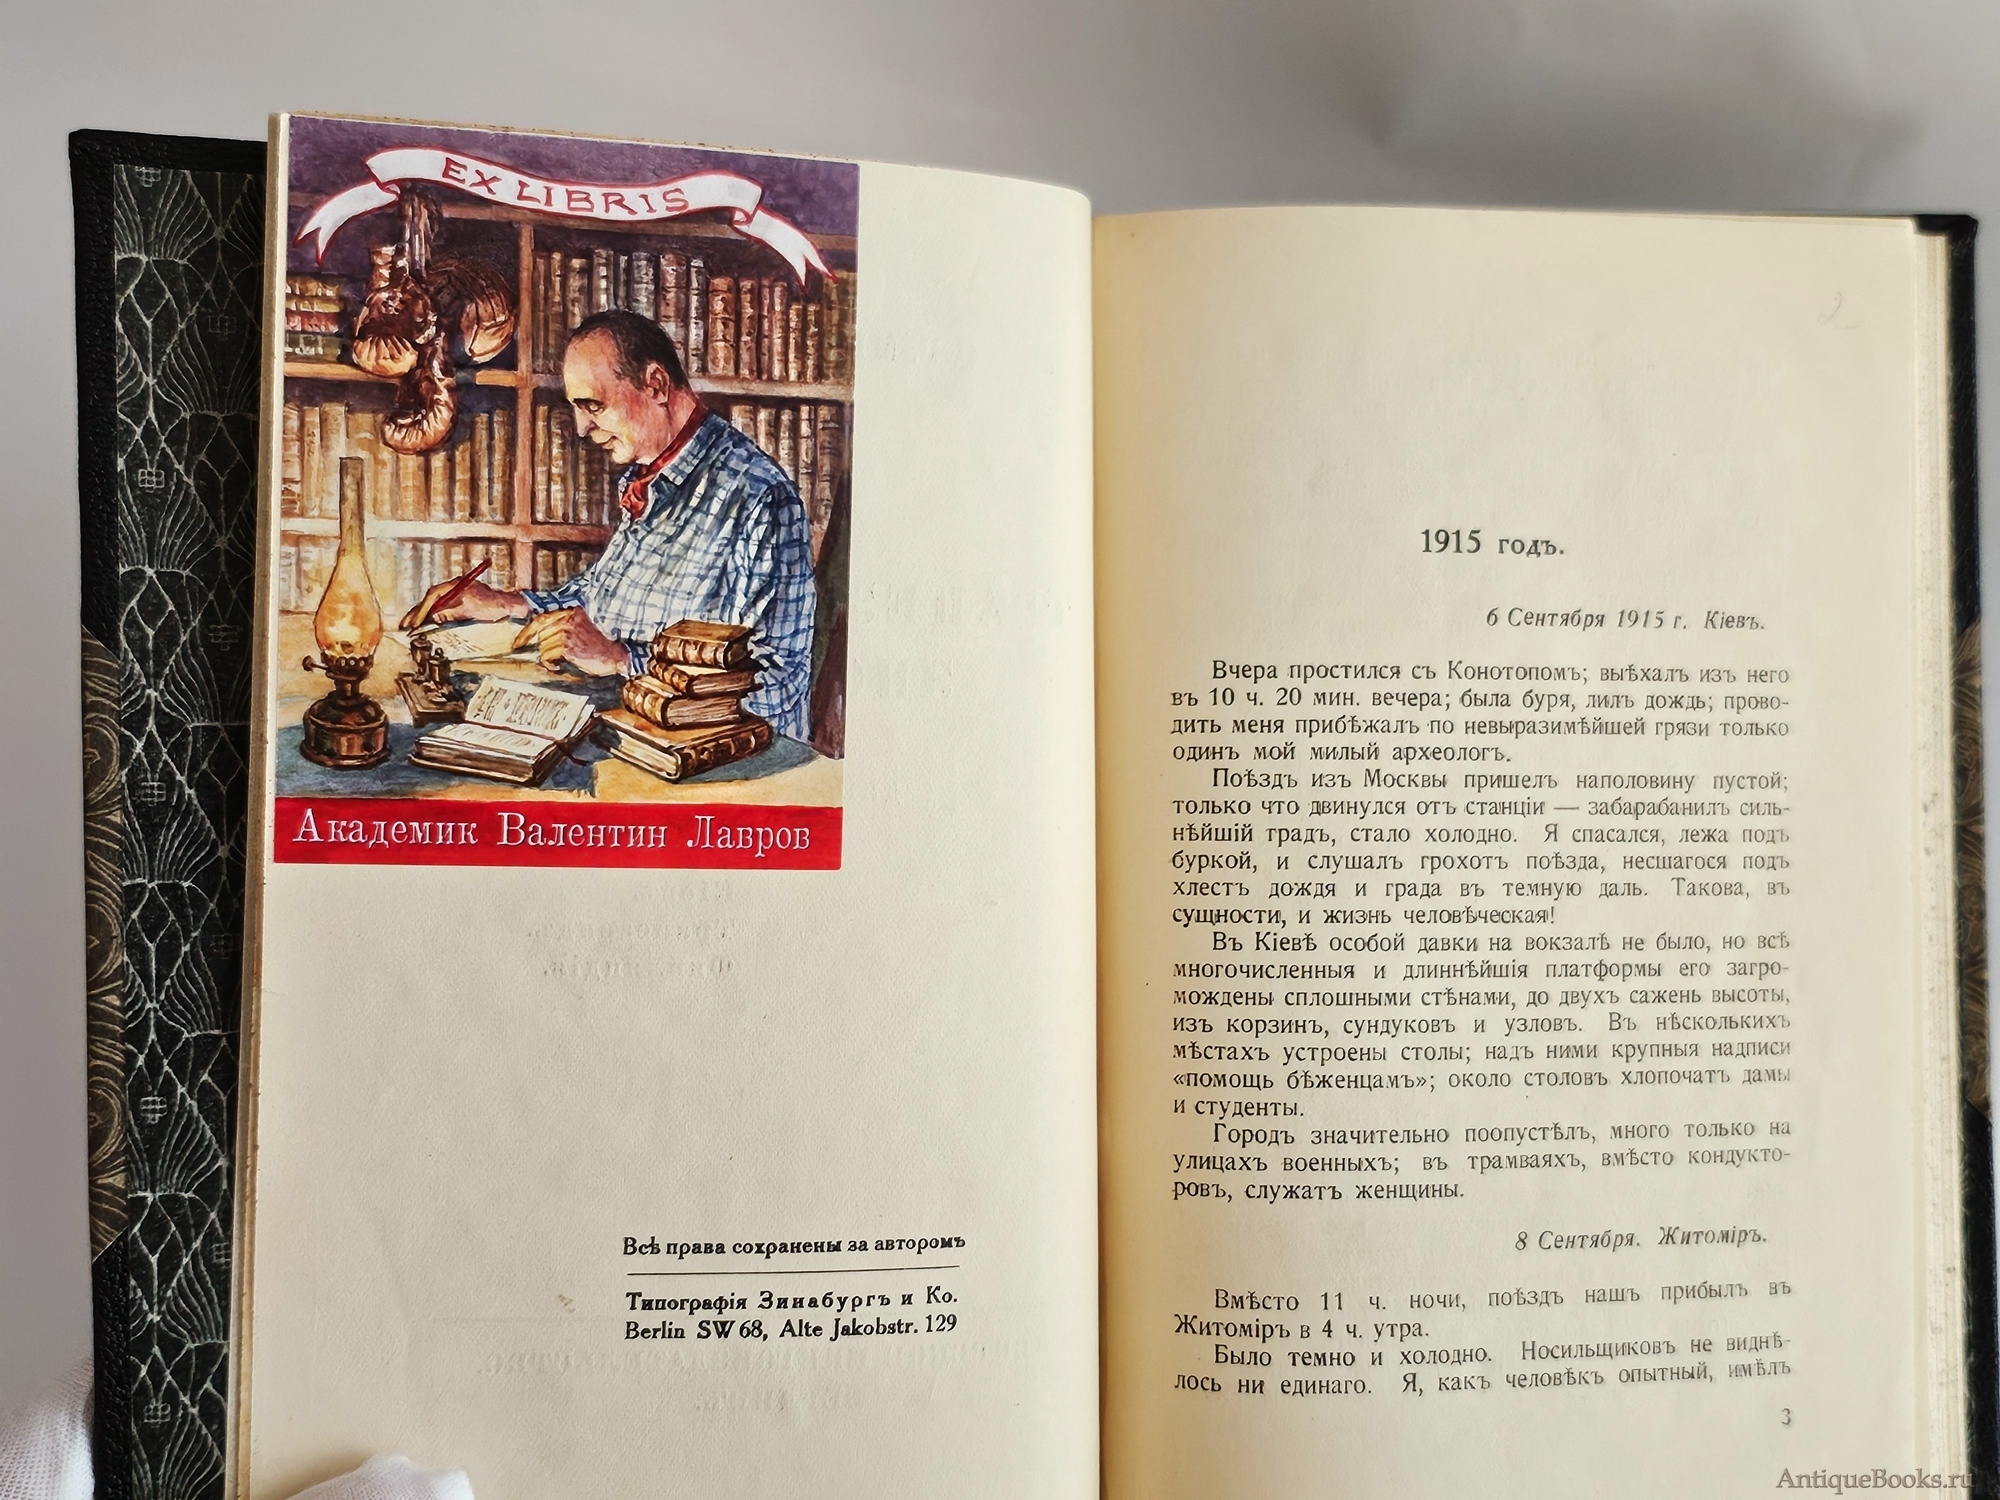 EX LIBRIS
Академик Валентин Лавров
Всѣ права сохранены за авторомъ
Типографія Зинабургъ и Ко.
Berlin SW 68, Alte Jakobstr. 129
1915 годъ.
6 Сентября 1915 г. Кіевъ.
Вчера простился съ Конотопомъ; выѣхалъ изъ него
въ 10 ч. 20 мин. вечера; была буря, лилъ дождь; прово-
дить меня прибѣжалъ по невыразимѣйшей грязи только
одинъ мой милый археологъ.
Поѣздъ изъ Москвы пришелъ наполовину пустой;
только что двинулся отъ станціи — забарабанилъ силь-
нѣйшій градъ, стало холодно. Я спасался, лежа подъ
буркой, и слушалъ грохотъ поѣзда, несшагося подъ
хлестъ дождя и града въ темную даль. Такова, въ
сущности, и жизнь человѣческая!
Въ Кіевѣ особой давки на вокзалѣ не было, но всѣ
многочисленныя и длиннѣйшія платформы его загро-
мождены сплошными стѣнами, до двухъ сажень высоты,
изъ корзинъ, сундуковъ и узловъ. Въ нѣсколькихъ
мѣстахъ устроены столы; надъ ними крупныя надписи
«помощь бѣженцамъ»; около столовъ хлопочатъ дамы
и студенты.
Городъ значительно поопустѣлъ, много только на
улицахъ военныхъ; въ трамваяхъ, вмѣсто кондукто-
ровъ, служатъ женщины.
8 Сентября. Житоміръ.
Вмѣсто 11 ч. ночи, поѣздъ нашъ прибылъ въ
Житоміръ в 4 ч. утра.
Было темно и холодно. Носильщиковъ не виднѣ-
лось ни единаго. Я, какъ человѣкъ опытный, имѣлъ
3
AntiqueBooks.ru